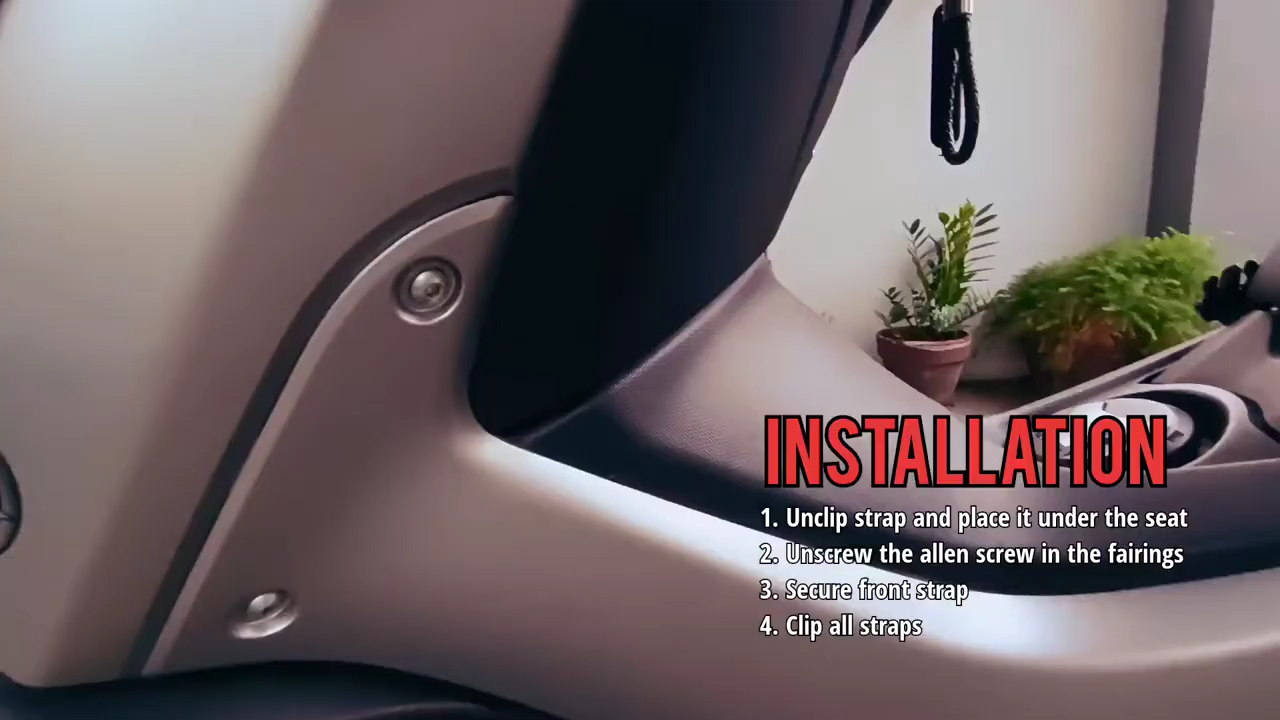 INSTALLATION
1. Unclip strap and place it under the seat
2. Unscrew the allen screw in the fairings
3. Secure front strap
4. Clip all straps